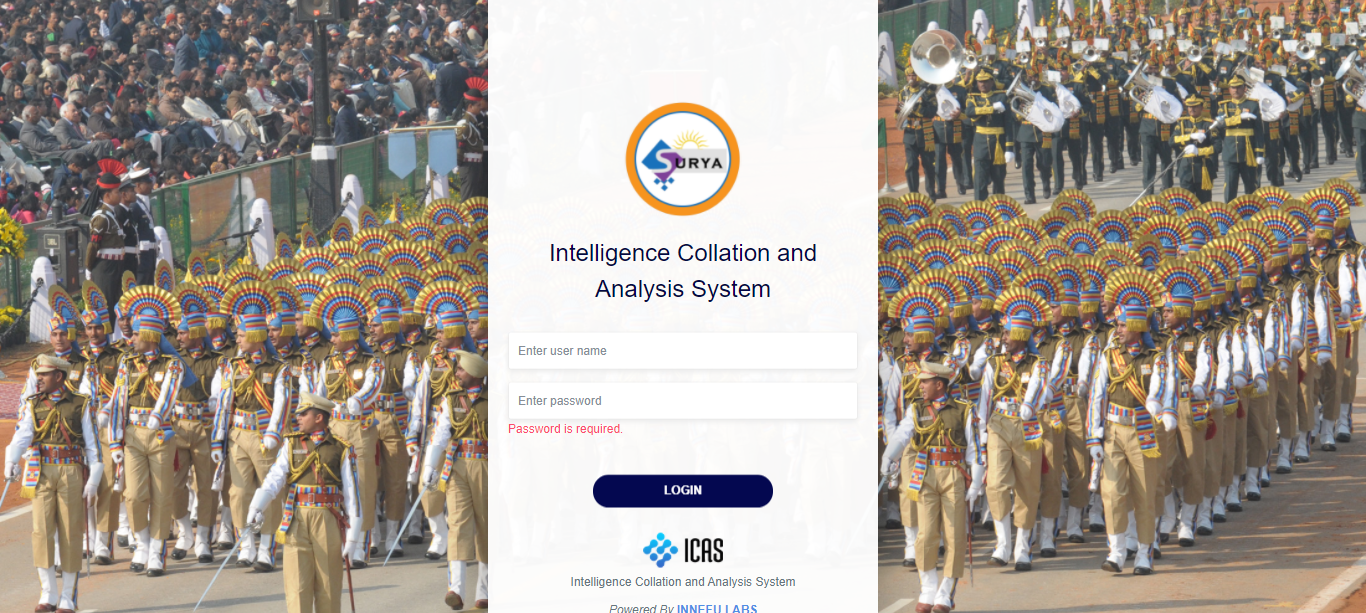 SURYA
Intelligence Collation and
Analysis System
Enter user name
Enter password
Password is required.
LOGIN
ICAS
Intelligence Collation and Analysis System
Powered By INNEFU LABS